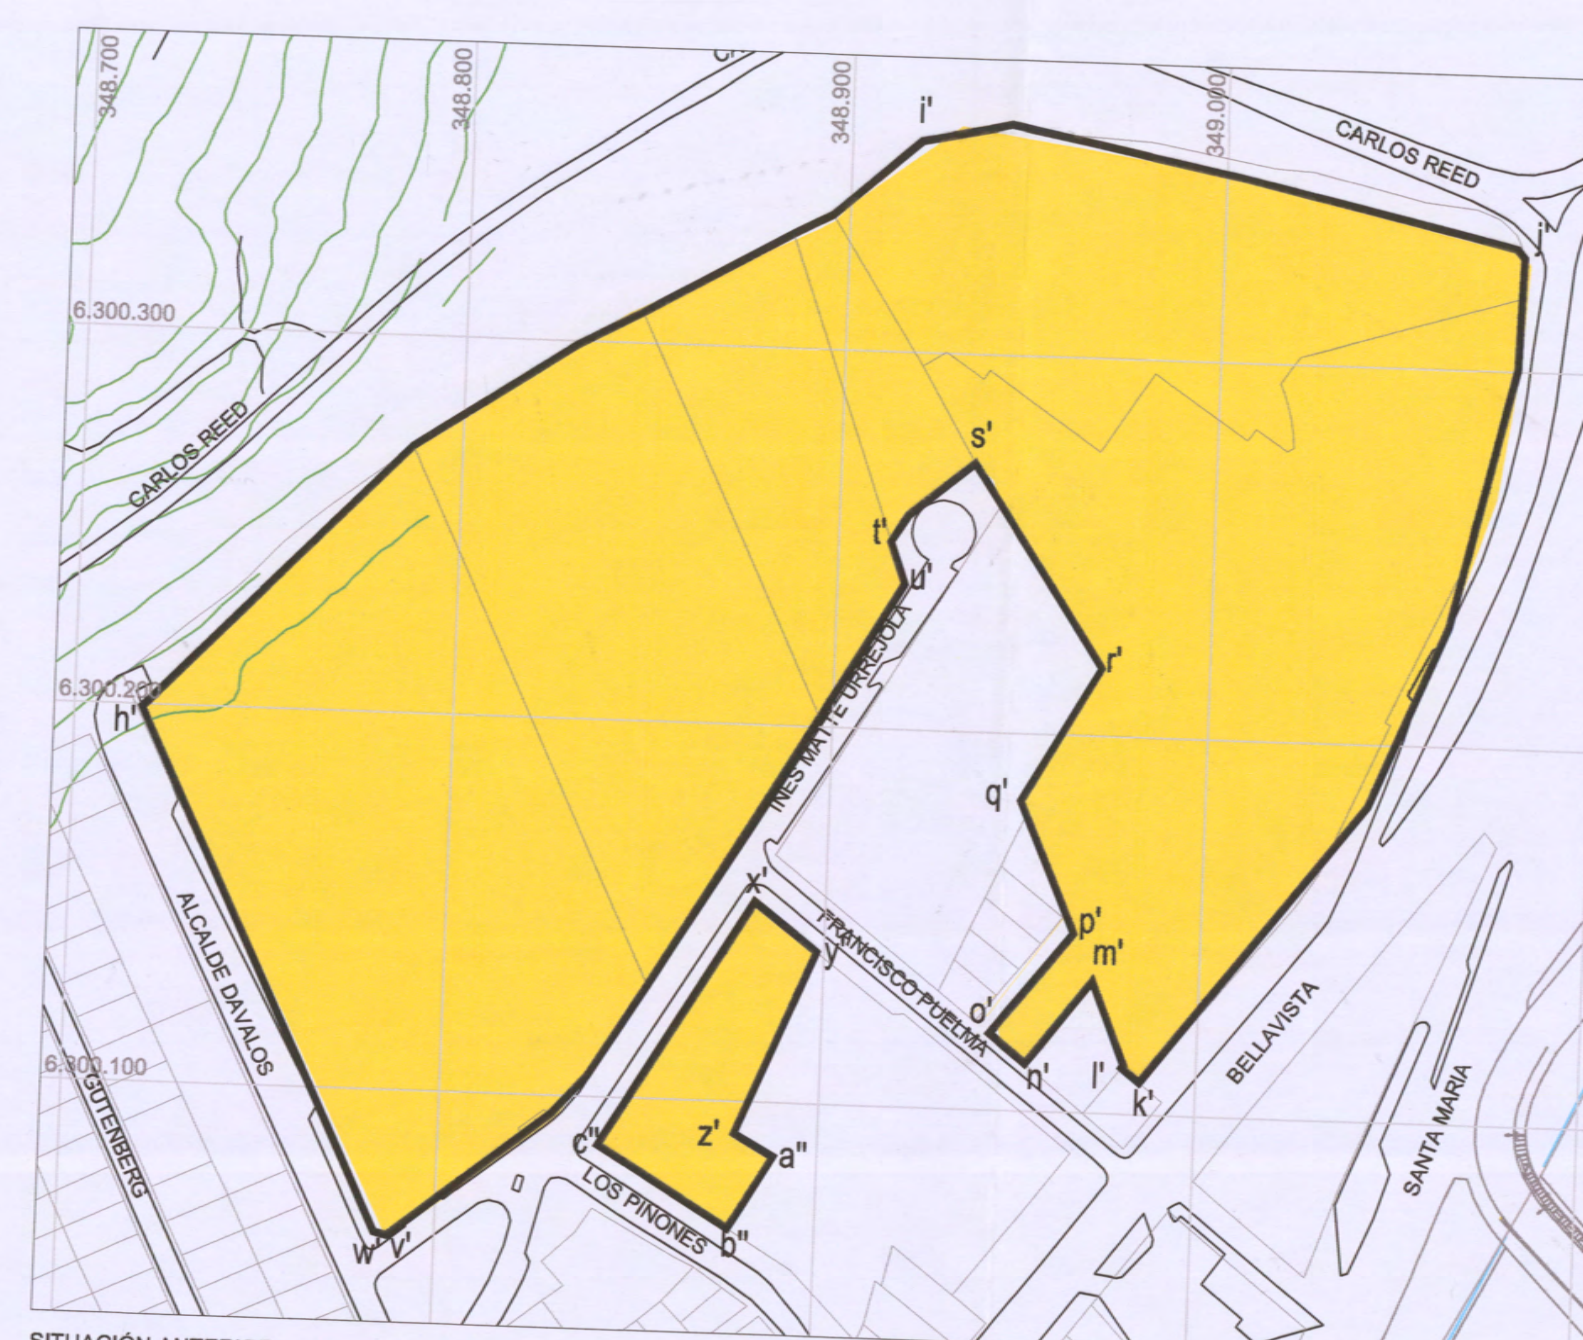 348.700
348.800
348.900
349.000
i'
CARLOS REED
j'
6.300.300
CARLOS REED
s'
t'
u'
INES MATTE URREJOLA
r'
6.300.200
h'
q'
x'
ALCALDE DAVALOS
FRANCISCO PUELMA
y'
p'
m'
o'
n'
l'
k'
BELLAVISTA
6.300.100
GUTENBERG
SANTA MARIA
z'
a''
c''
LOS PINONES
b''
w'
v'